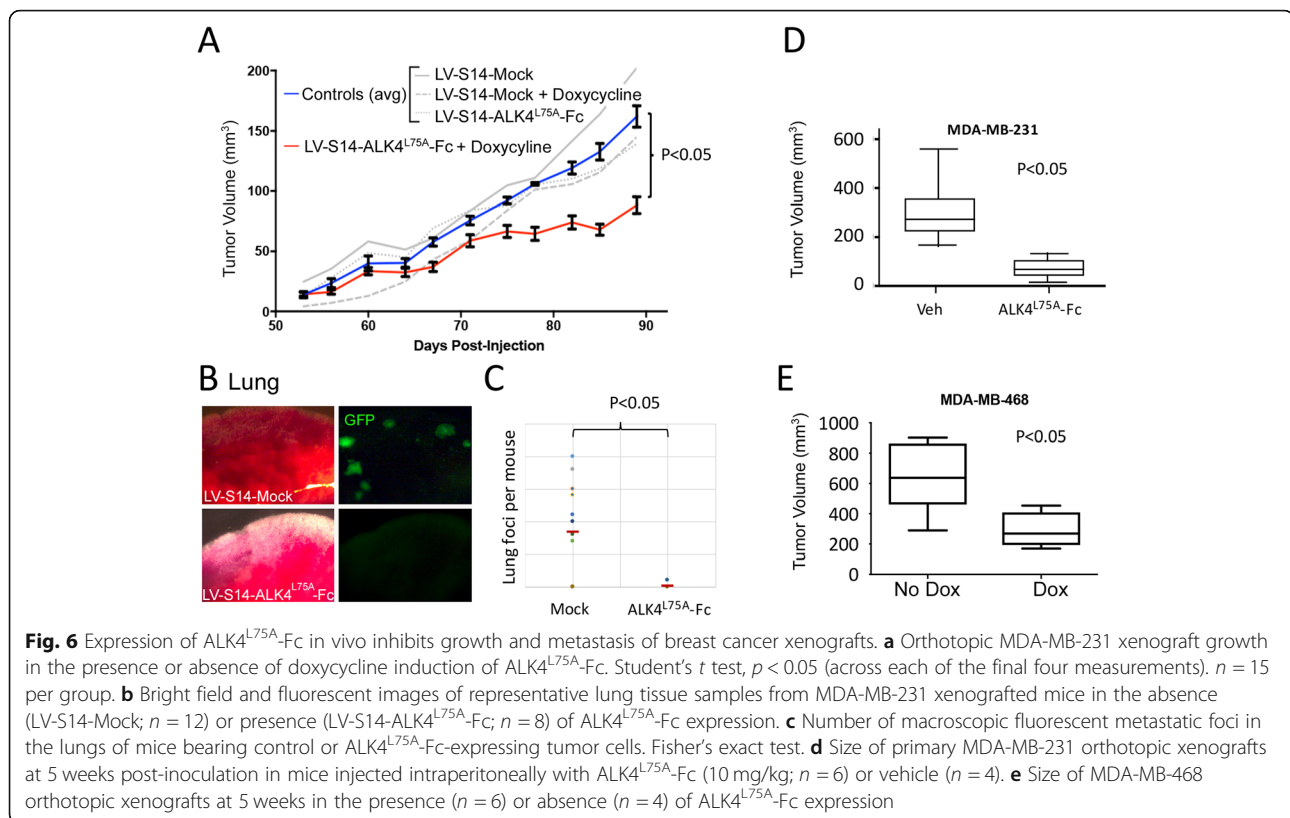 A
200
150
100
50
0
Tumor Volume (mm³)
Controls (avg)
LV-S14-Mock
LV-S14-Mock + Doxycycline
LV-S14-ALK4ᴸ⁷⁵ᴬ-Fc
LV-S14-ALK4ᴸ⁷⁵ᴬ-Fc + Doxycyline
P<0.05
50 60 70 80 90
Days Post-Injection
D
MDA-MB-231
P<0.05
600
400
200
0
Tumor Volume (mm³)
Veh ALK4ᴸ⁷⁵ᴬ-Fc
B Lung
GFP
LV-S14-Mock
LV-S14-ALK4ᴸ⁷⁵ᴬ-Fc
C
P<0.05
Lung foci per mouse
Mock ALK4ᴸ⁷⁵ᴬ-Fc
E
MDA-MB-468
P<0.05
1000
800
600
400
200
0
Tumor Volume (mm³)
No Dox Dox
Fig. 6 Expression of ALK4ᴸ⁷⁵ᴬ-Fc in vivo inhibits growth and metastasis of breast cancer xenografts. a Orthotopic MDA-MB-231 xenograft growth
in the presence or absence of doxycycline induction of ALK4ᴸ⁷⁵ᴬ-Fc. Student's t test, p < 0.05 (across each of the final four measurements). n = 15
per group. b Bright field and fluorescent images of representative lung tissue samples from MDA-MB-231 xenografted mice in the absence
(LV-S14-Mock; n = 12) or presence (LV-S14-ALK4ᴸ⁷⁵ᴬ-Fc; n = 8) of ALK4ᴸ⁷⁵ᴬ-Fc expression. c Number of macroscopic fluorescent metastatic foci in
the lungs of mice bearing control or ALK4ᴸ⁷⁵ᴬ-Fc-expressing tumor cells. Fisher's exact test. d Size of primary MDA-MB-231 orthotopic xenografts
at 5 weeks post-inoculation in mice injected intraperitoneally with ALK4ᴸ⁷⁵ᴬ-Fc (10 mg/kg; n = 6) or vehicle (n = 4). e Size of MDA-MB-468
orthotopic xenografts at 5 weeks in the presence (n = 6) or absence (n = 4) of ALK4ᴸ⁷⁵ᴬ-Fc expression